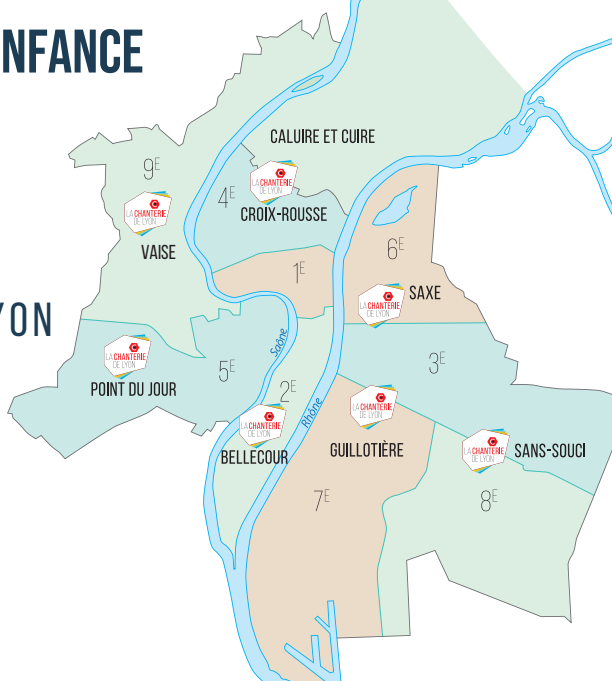 NFANCE
CALUIRE ET CUIRE
9E
LA CHANTERIE
DE LYON
4E
CROIX-ROUSSE
LA CHANTERIE
DE LYON
VAISE
6E
1E
SAXE
LA CHANTERIE
DE LYON
YON
Saône
3E
LA CHANTERIE
DE LYON
5E
POINT DU JOUR
2E
Rhône
LA CHANTERIE
DE LYON
LA CHANTERIE
DE LYON
BELLECOUR
GUILLOTIÈRE
LA CHANTERIE
DE LYON
SANS-SOUCI
7E
8E